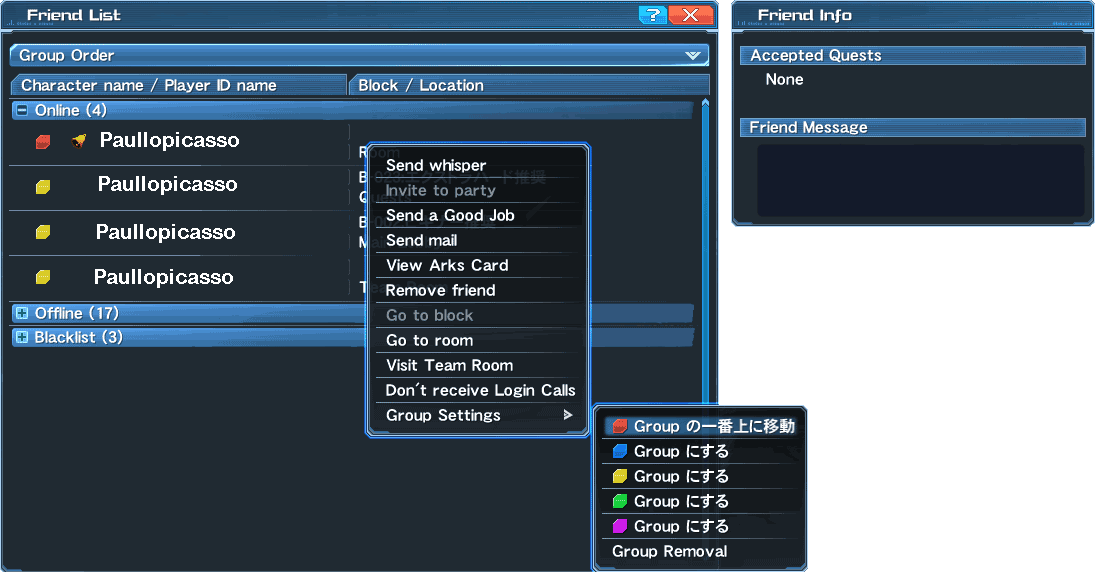 Friend List
?
Group Order
Character name / Player ID name
Block / Location
Online (4)
Paullopicasso
Paullopicasso
Paullopicasso
Paullopicasso
Offline (17)
Blacklist (3)
Send whisper
Invite to party
Send a Good Job
Send mail
View Arks Card
Remove friend
Go to block
Go to room
Visit Team Room
Don't receive Login Calls
Group Settings >
Group の一番上に移動
Group にする
Group にする
Group にする
Group にする
Group Removal
Friend Info
Accepted Quests
None
Friend Message